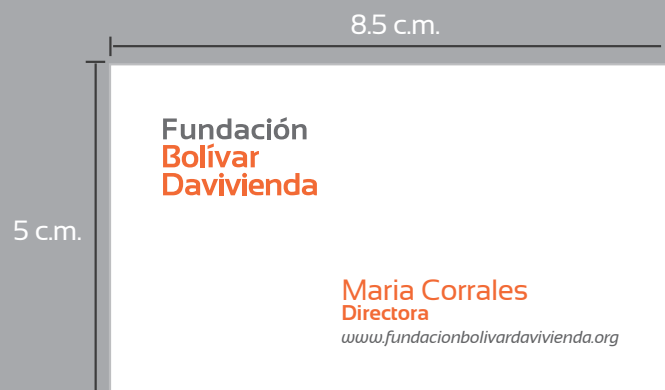 8.5 c.m.
Fundación
Bolívar
Davivienda
5 c.m.
Maria Corrales
Directora
www.fundacionbolivardavivienda.org